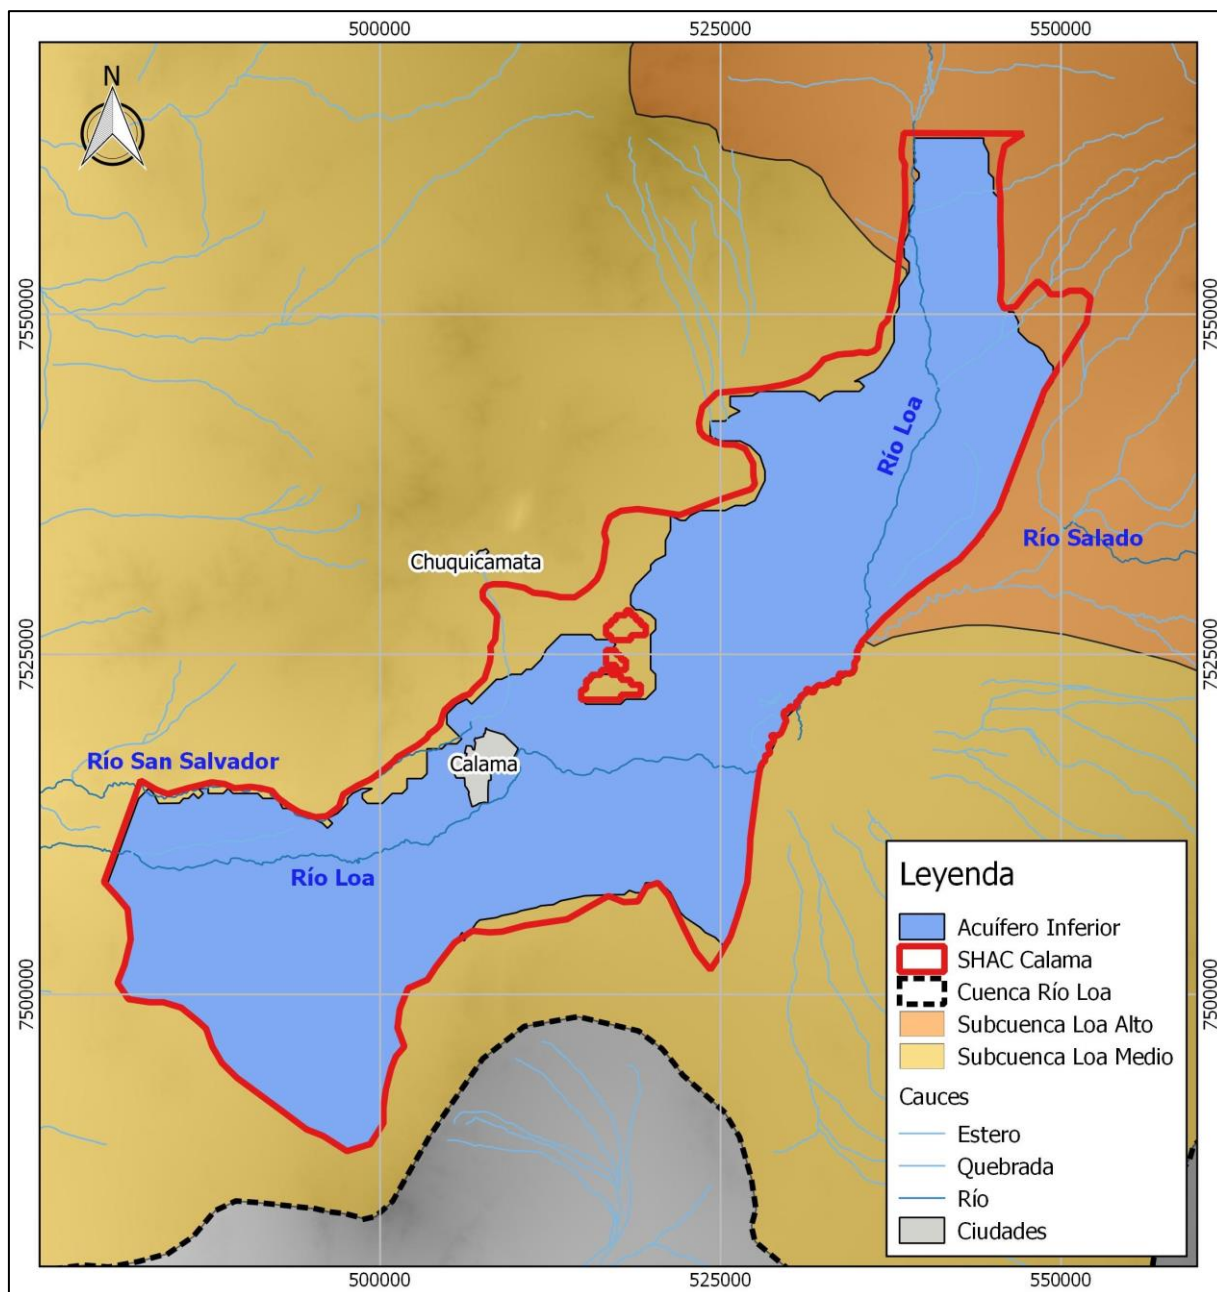 500000
525000
550000
N
7550000
7550000
Río Loa
Río Salado
Chuquicamata
7525000
7525000
Río San Salvador
Calama
Río Loa
7500000
7500000
Leyenda
Acuífero Inferior
SHAC Calama
Cuenca Río Loa
Subcuenca Loa Alto
Subcuenca Loa Medio
Cauces
Estero
Quebrada
Río
Ciudades
500000
525000
550000